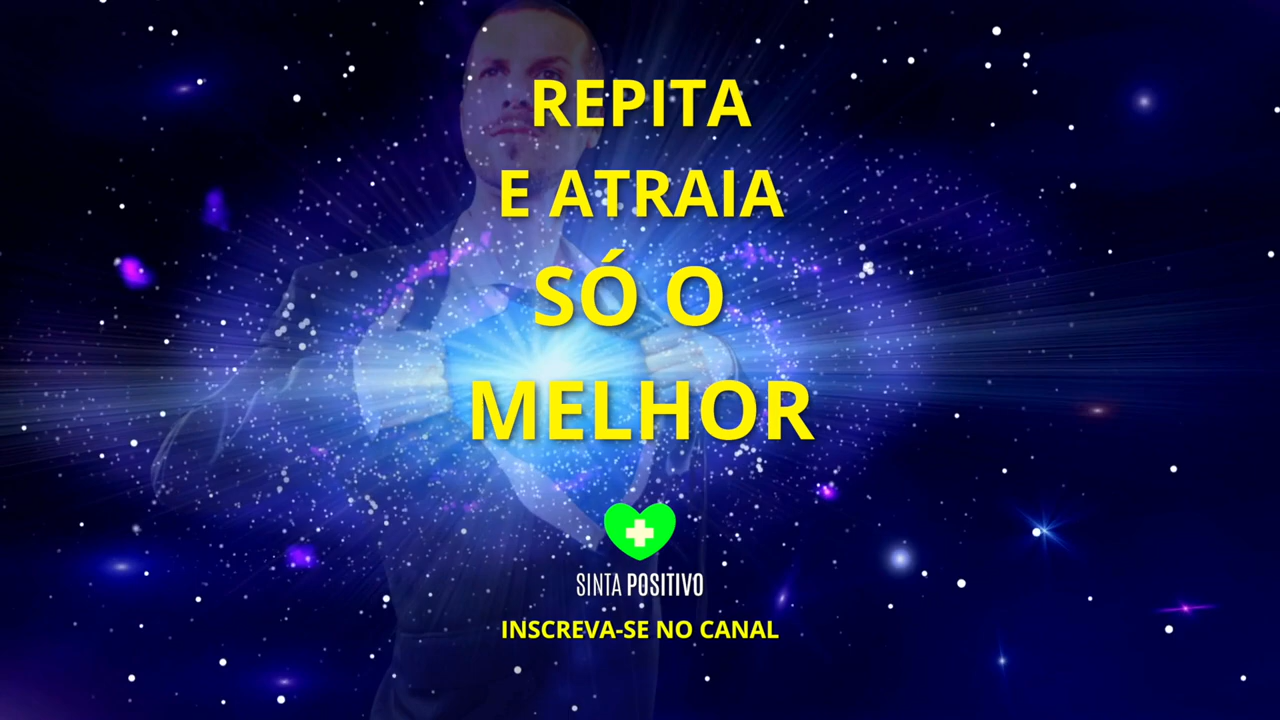 REPITA
E ATRAIA
SÓ O
MELHOR
SINTA POSITIVO
INSCREVA-SE NO CANAL